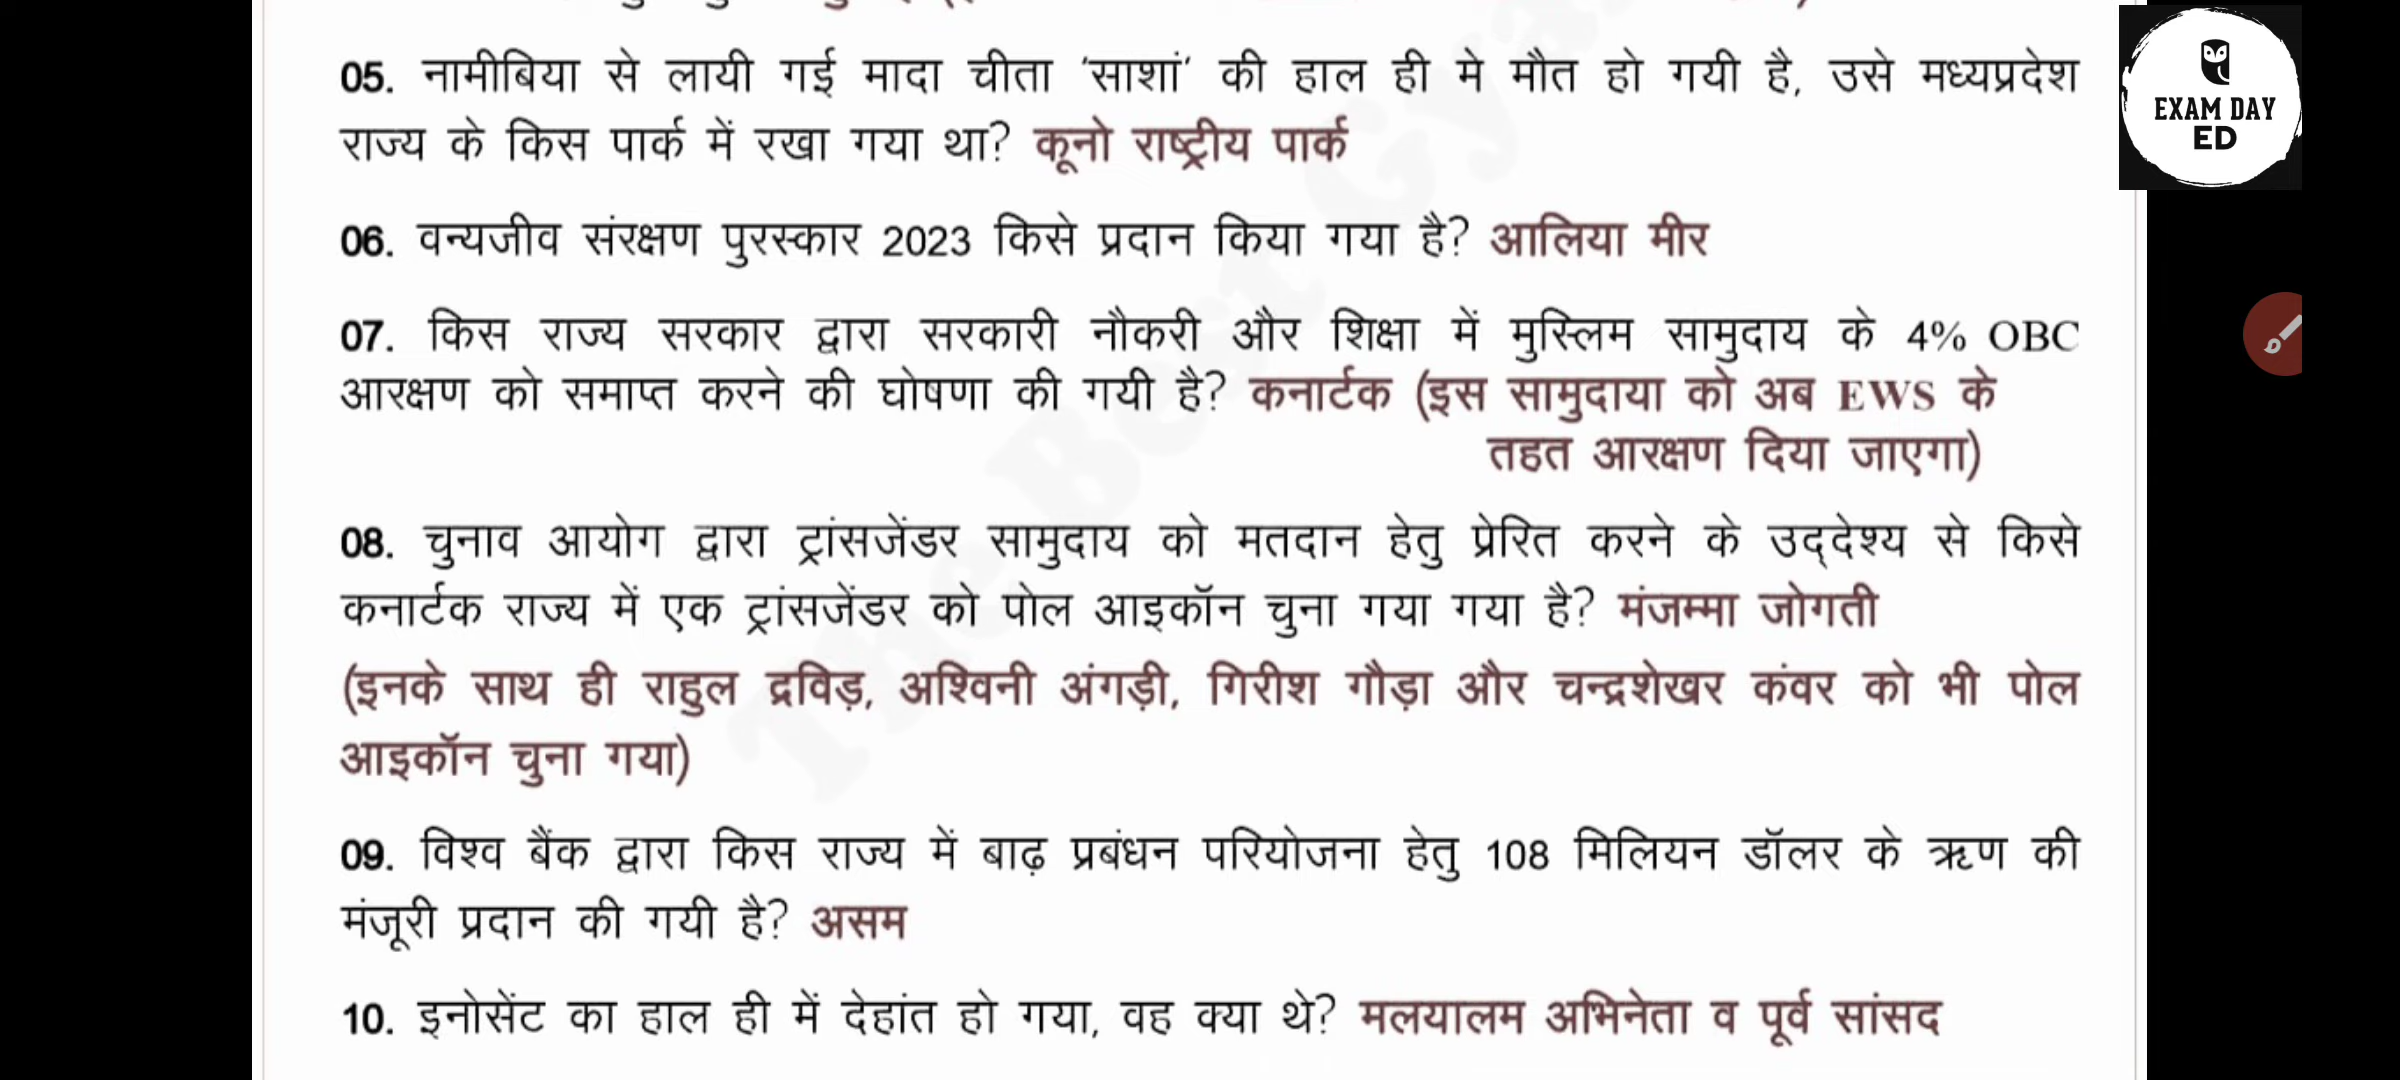 05. नामीबिया से लायी गई मादा चीता 'साशां' की हाल ही मे मौत हो गयी है, उसे मध्यप्रदेश
राज्य के किस पार्क में रखा गया था? कूनो राष्ट्रीय पार्क
06. वन्यजीव संरक्षण पुरस्कार 2023 किसे प्रदान किया गया है? आलिया मीर
07. किस राज्य सरकार द्वारा सरकारी नौकरी और शिक्षा में मुस्लिम सामुदाय के 4% OBC
आरक्षण को समाप्त करने की घोषणा की गयी है? कनार्टक (इस सामुदाया को अब EWS के
तहत आरक्षण दिया जाएगा)
08. चुनाव आयोग द्वारा ट्रांसजेंडर सामुदाय को मतदान हेतु प्रेरित करने के उद्देश्य से किसे
कनार्टक राज्य में एक ट्रांसजेंडर को पोल आइकॉन चुना गया गया है? मंजम्मा जोगती
(इनके साथ ही राहुल द्रविड़, अश्विनी अंगड़ी, गिरीश गौड़ा और चन्द्रशेखर कंवर को भी पोल
आइकॉन चुना गया)
09. विश्व बैंक द्वारा किस राज्य में बाढ़ प्रबंधन परियोजना हेतु 108 मिलियन डॉलर के ऋण की
मंजूरी प्रदान की गयी है? असम
10. इनोसेंट का हाल ही में देहांत हो गया, वह क्या थे? मलयालम अभिनेता व पूर्व सांसद
EXAM DAY
ED
The Best Gya